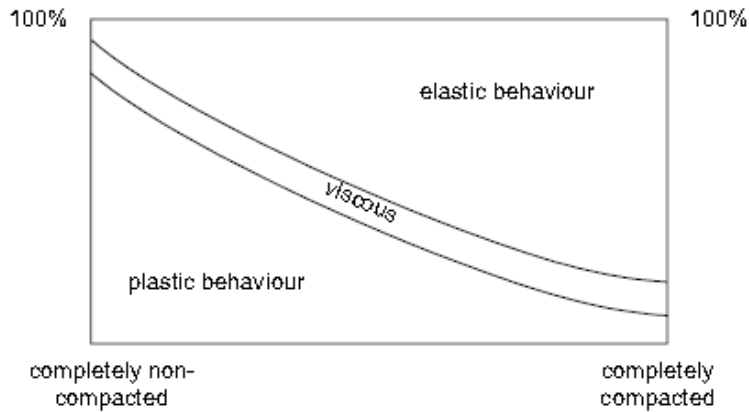 100%
100%
elastic behaviour
viscous
plastic behaviour
completely non-
compacted
completely
compacted